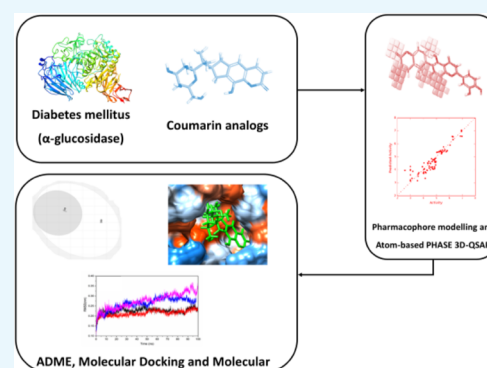 Diabetes mellitus
(α-glucosidase)
Coumarin analogs
Pharmacophore modelling an
Atom-based PHASE 3D-QSA
ADME, Molecular Docking and Molecular